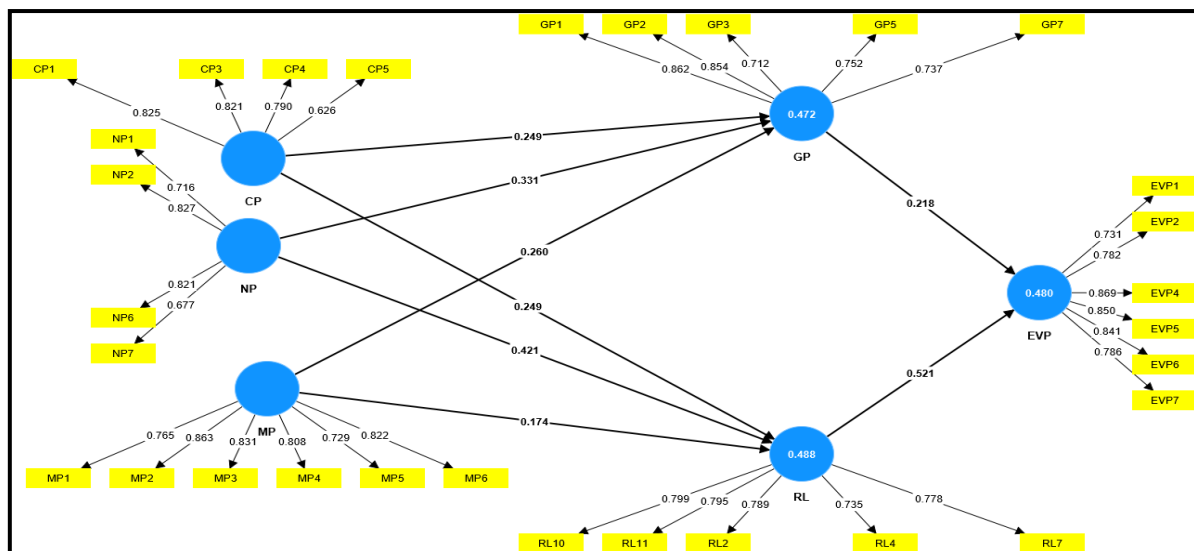 GP1 GP2 GP3 GP5 GP7
0.862 0.854 0.712 0.752 0.737
CP1 CP3 CP4 CP5
0.825 0.821 0.790 0.626
0.472
GP
NP1
NP2
0.716
0.827
CP
0.249
0.331
0.260
0.249
0.421
0.174
NP
0.821
0.677
NP6
NP7
0.218
0.521
EVP1
EVP2
EVP4
EVP5
EVP6
EVP7
0.731
0.782
0.869
0.850
0.841
0.786
0.480
EVP
MP
0.765 0.863 0.831 0.808 0.729 0.822
MP1 MP2 MP3 MP4 MP5 MP6
0.488
RL
0.799 0.795 0.789 0.735 0.778
RL10 RL11 RL2 RL4 RL7